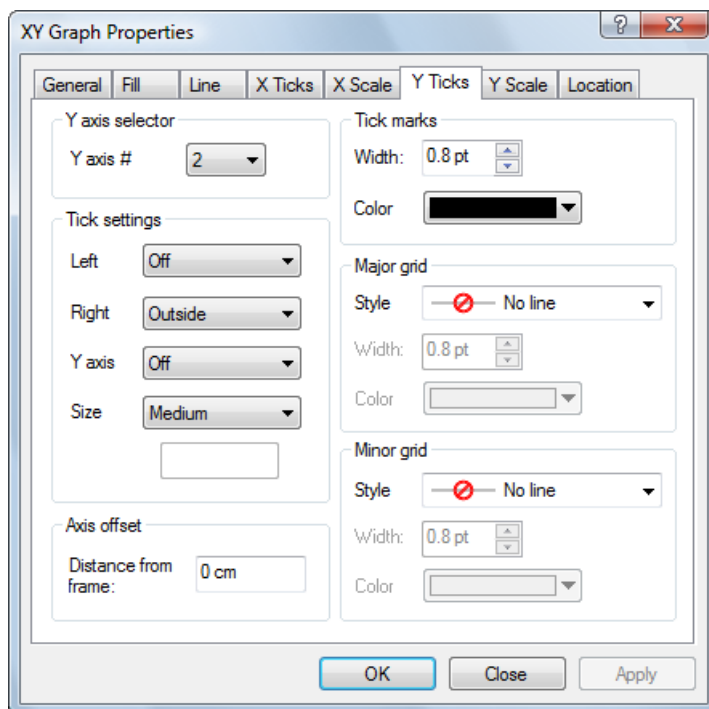 XY Graph Properties
?
General Fill Line X Ticks X Scale Y Ticks Y Scale Location
Y axis selector
Y axis # 2
Tick settings
Left Off
Right Outside
Y axis Off
Size Medium
Axis offset
Distance from
frame: 0 cm
Tick marks
Width: 0.8 pt
Color
Major grid
Style No line
Width: 0.8 pt
Color
Minor grid
Style No line
Width: 0.8 pt
Color
OK Close Apply